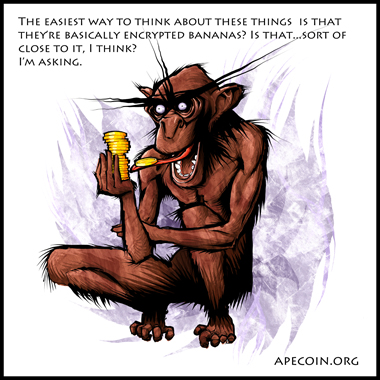 The easiest way to think about these things is that
they're basically encrypted bananas? Is that...sort of
close to it, I think?
I'm asking.
apecoin.org